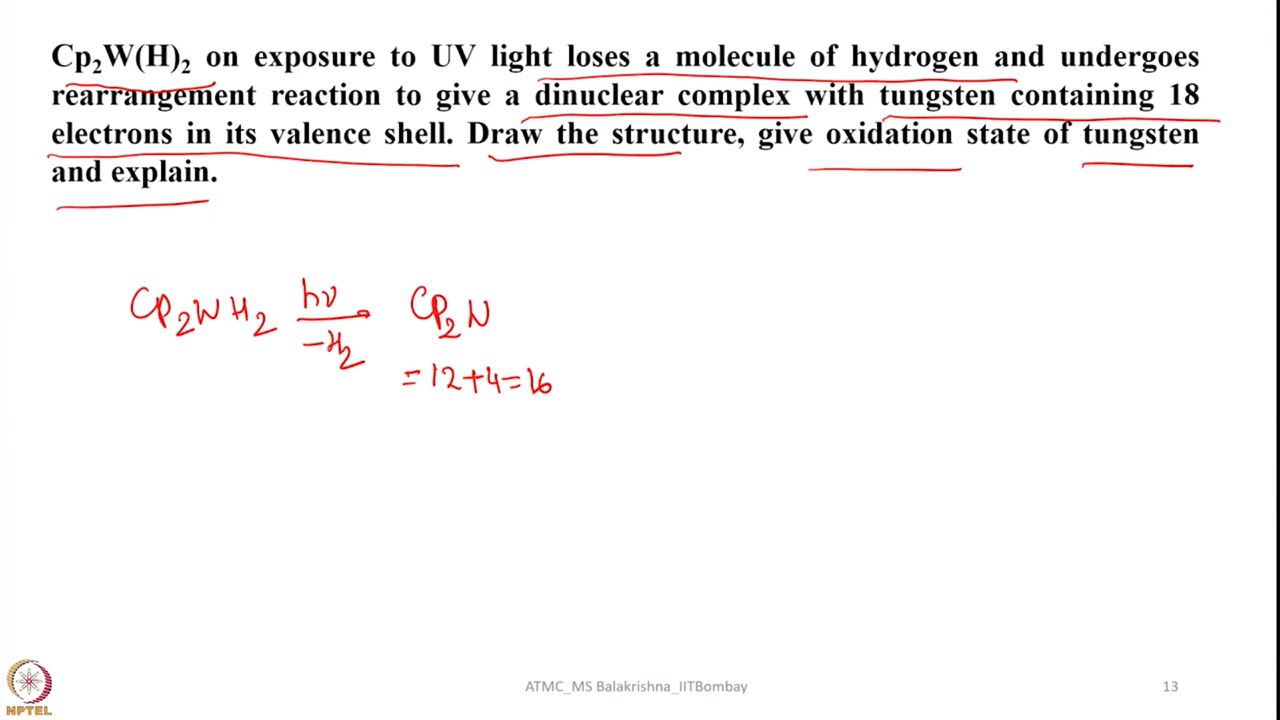 Cp₂W(H)₂ on exposure to UV light loses a molecule of hydrogen and undergoes
rearrangement reaction to give a dinuclear complex with tungsten containing 18
electrons in its valence shell. Draw the structure, give oxidation state of tungsten
and explain.
Cp₂WH₂ hν Cp₂W
-H₂
=12+4=16
NPTEL
ATMC_MS Balakrishna_IITBombay
13